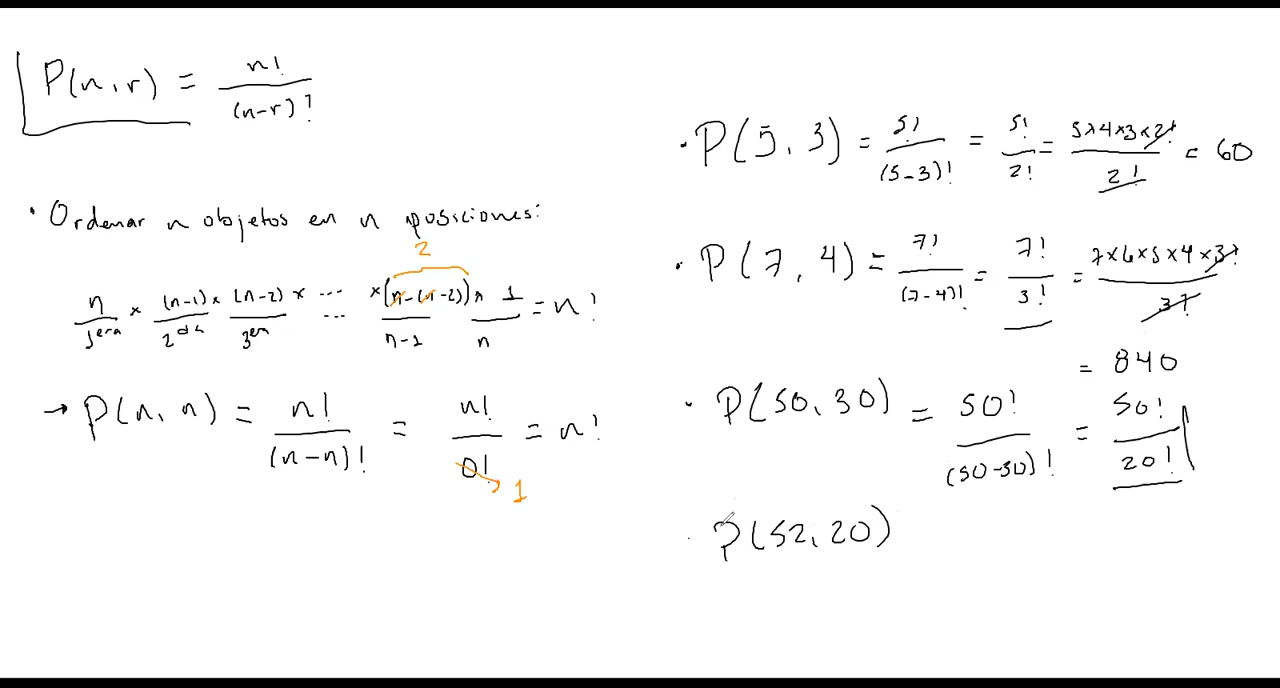 P(n,r) = n! / (n-r)!
• Ordenar n objetos en n posiciones:
2
n/1era × (n-1)/2da × (n-2)/3era × ... ... ×(n-(n-2))/n-1 × 1/n = n!
→ P(n,n) = n!/(n-n)! = n!/0! = n!
1
• P(5,3) = 5!/(5-3)! = 5!/2! = 5×4×3×2!/2! = 60
• P(7,4) = 7!/(7-4)! = 7!/3! = 7×6×5×4×3!/3!
= 840
• P(50,30) = 50!/(50-30)! = 50!/20!
• P(52,20)